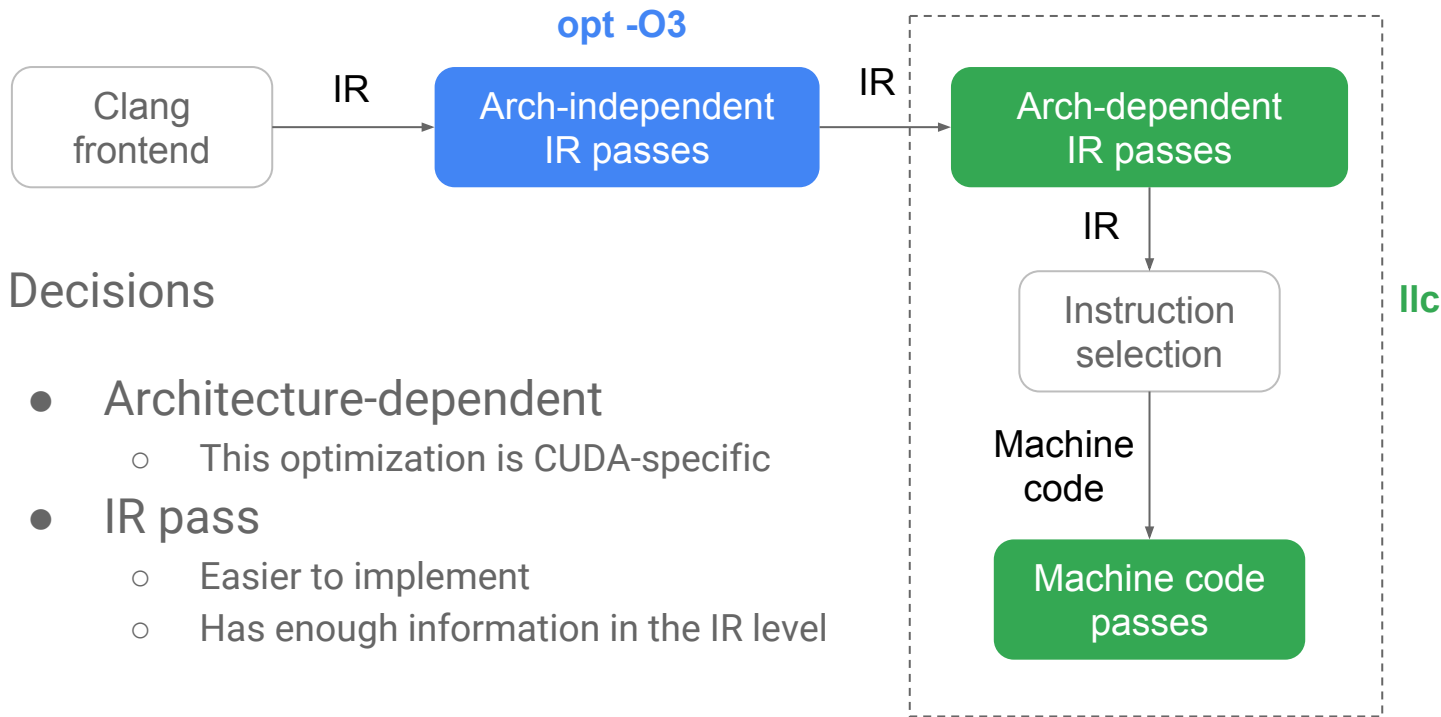 opt -O3
Clang
frontend
IR
Arch-independent
IR passes
IR
Arch-dependent
IR passes
IR
Instruction
selection
llc
Machine
code
Machine code
passes
Decisions
● Architecture-dependent
○ This optimization is CUDA-specific
● IR pass
○ Easier to implement
○ Has enough information in the IR level